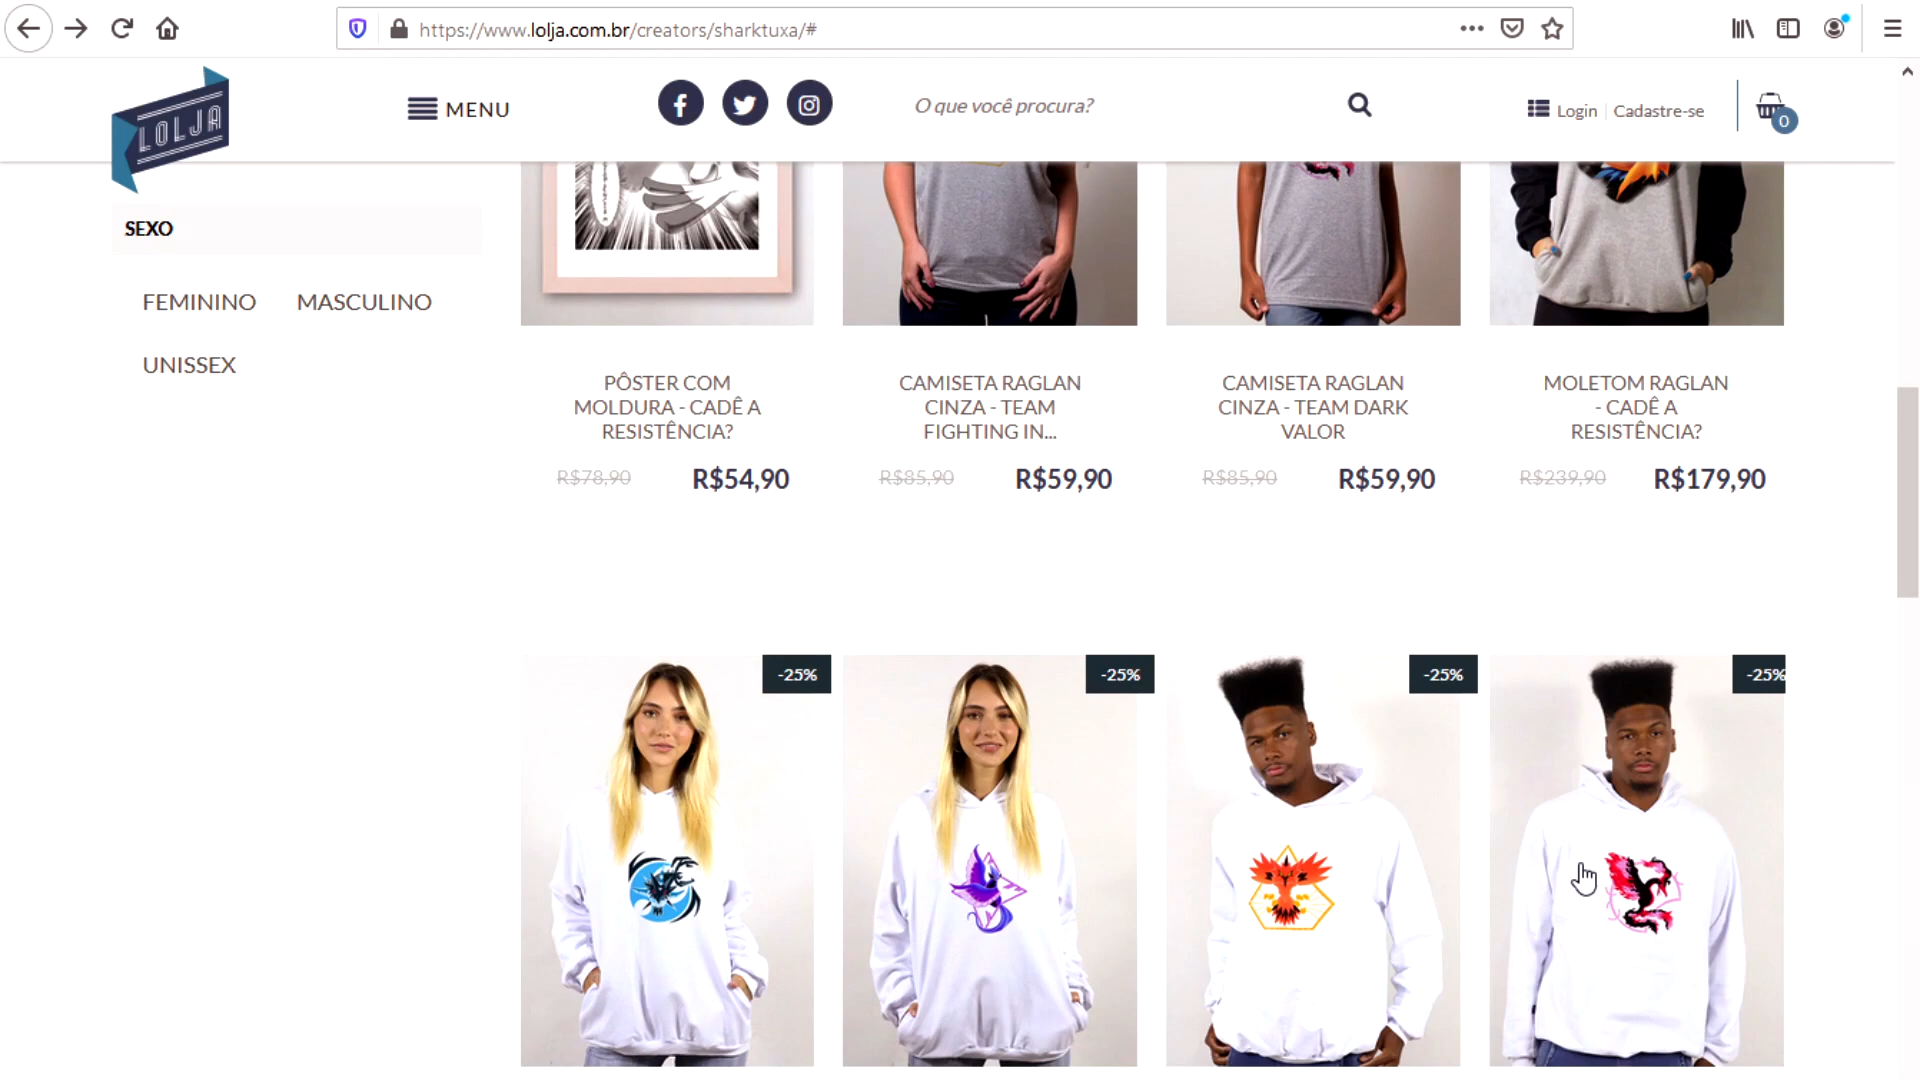 https://www.lolja.com.br/creators/sharktuxa/#
LOLJA
MENU
O que você procura?
Login | Cadastre-se
0
SEXO
FEMININO MASCULINO
UNISSEX
PÔSTER COM
MOLDURA - CADÊ A
RESISTÊNCIA?
R$78,90 R$54,90
CAMISETA RAGLAN
CINZA - TEAM
FIGHTING IN...
R$85,90 R$59,90
CAMISETA RAGLAN
CINZA - TEAM DARK
VALOR
R$85,90 R$59,90
MOLETOM RAGLAN
- CADÊ A
RESISTÊNCIA?
R$239,90 R$179,90
-25%
-25%
-25%
-25%